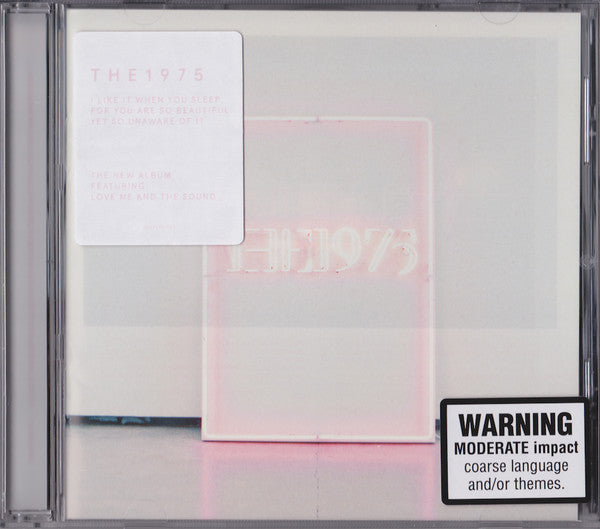 THE1975
I LIKE IT WHEN YOU SLEEP,
FOR YOU ARE SO BEAUTIFUL
YET SO UNAWARE OF IT
THE NEW ALBUM
FEATURING
LOVE ME AND THE SOUND
THE1975
WARNING
MODERATE impact
coarse language
and/or themes.